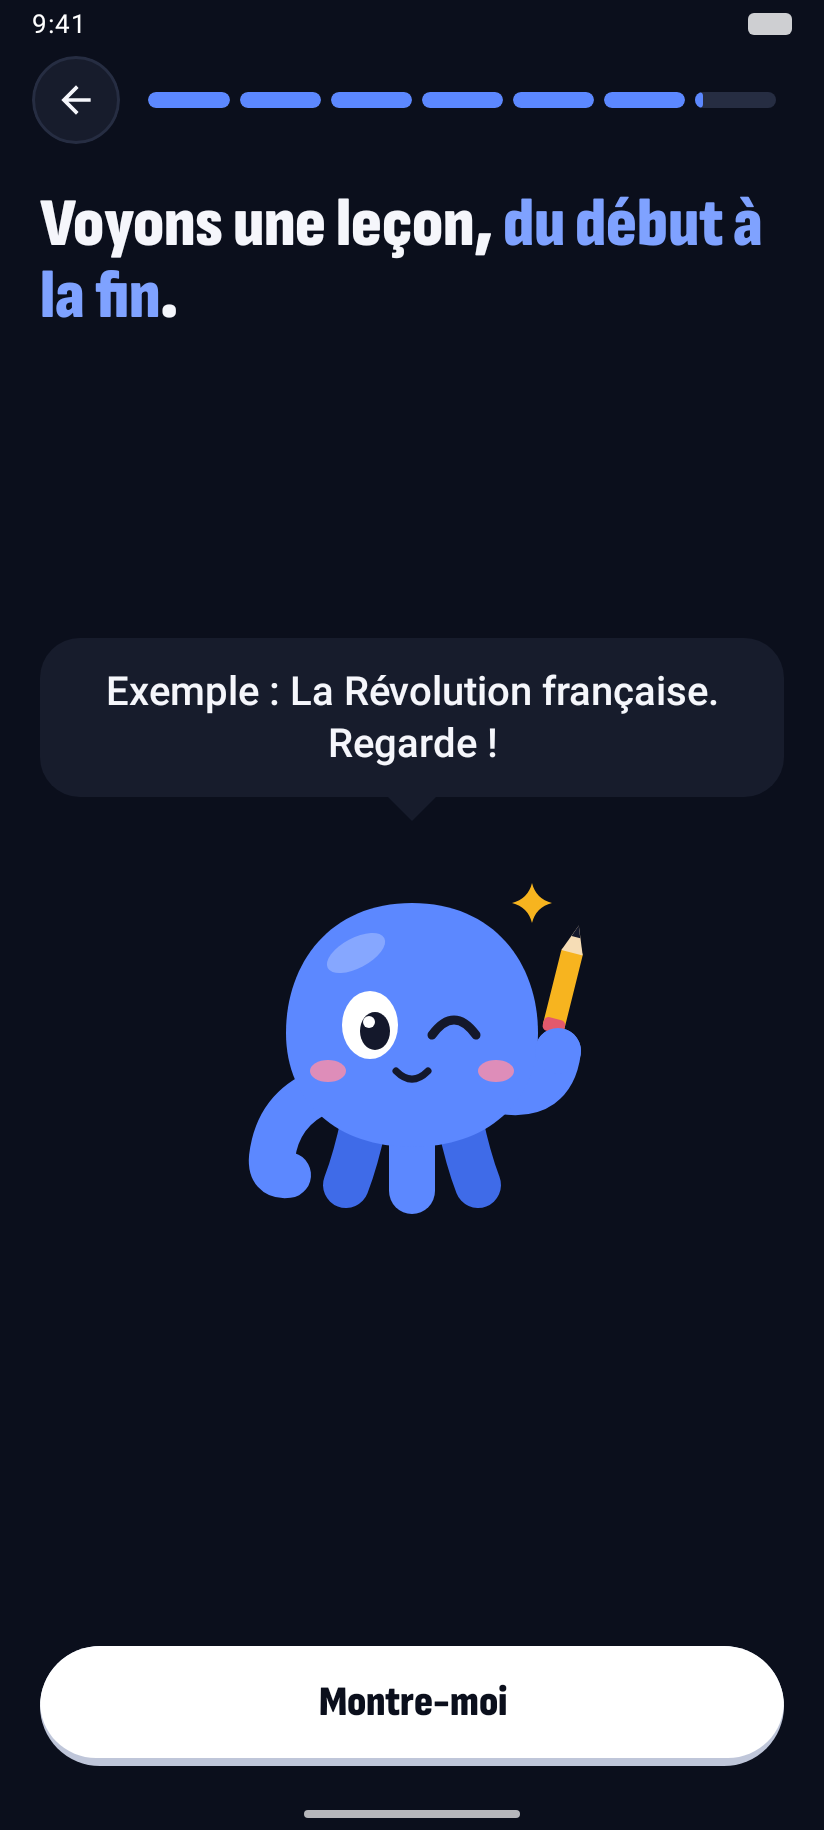 9:41
Voyons une leçon, du début à
la fin.
Exemple : La Révolution française.
Regarde !
Montre-moi